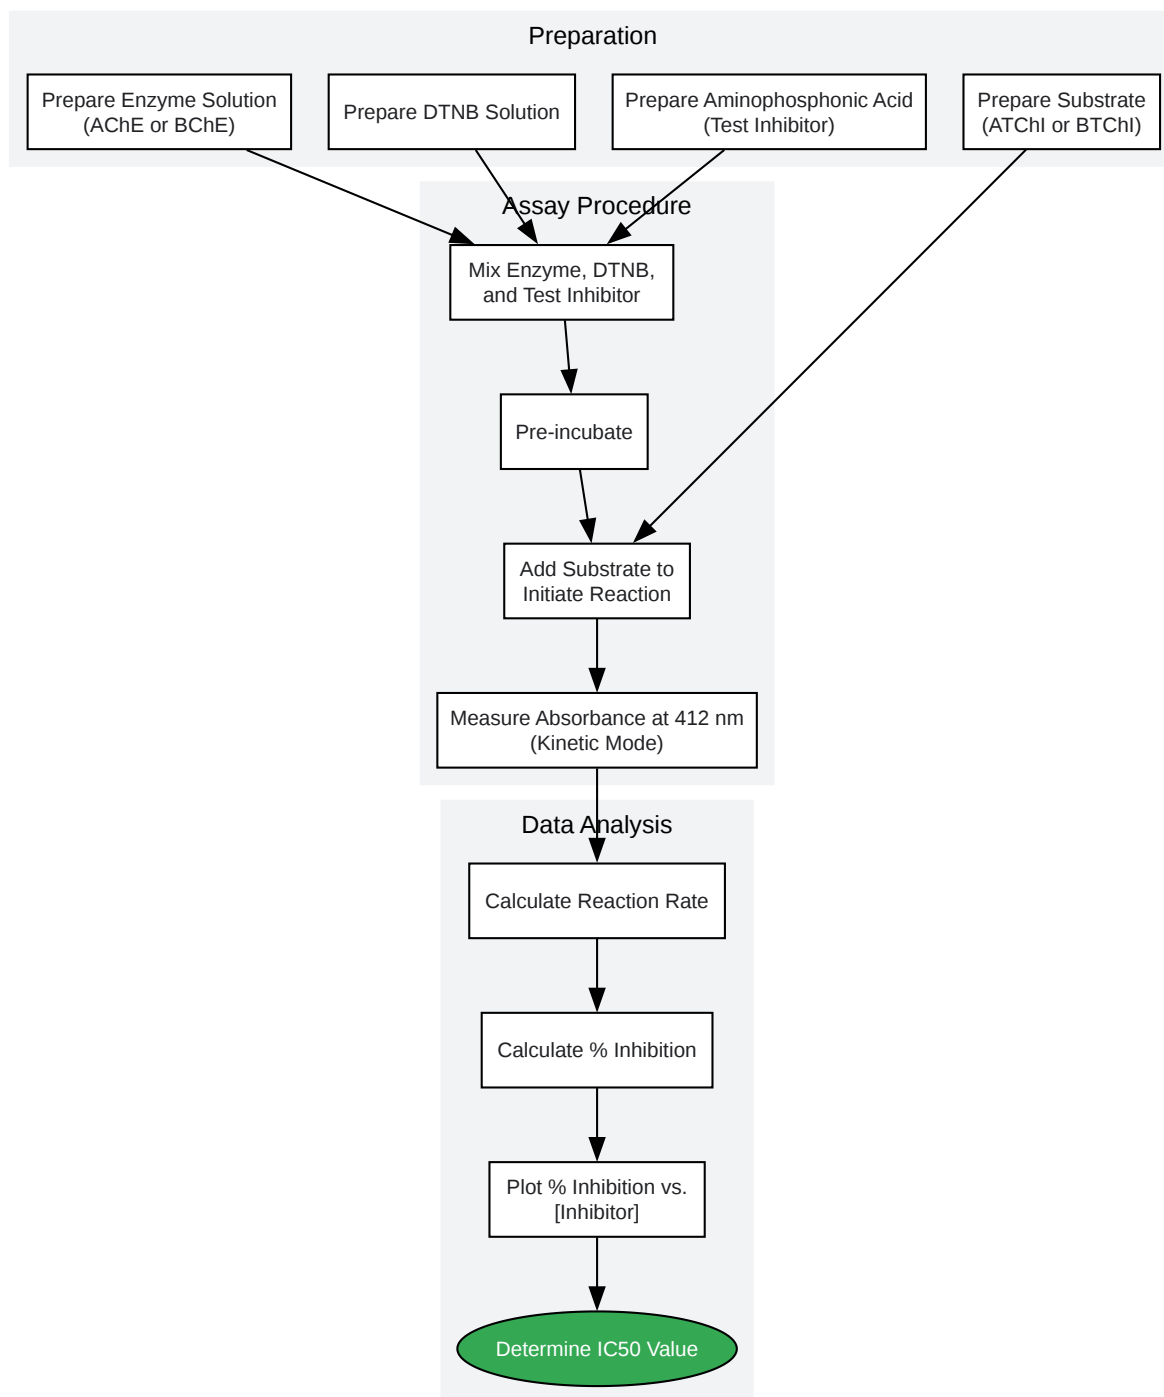 Preparation
Prepare Enzyme Solution
(AChE or BChE)
Prepare DTNB Solution
Prepare Aminophosphonic Acid
(Test Inhibitor)
Prepare Substrate
(ATChI or BTChI)
Assay Procedure
Mix Enzyme, DTNB,
and Test Inhibitor
Pre-incubate
Add Substrate to
Initiate Reaction
Measure Absorbance at 412 nm
(Kinetic Mode)
Data Analysis
Calculate Reaction Rate
Calculate % Inhibition
Plot % Inhibition vs.
[Inhibitor]
Determine IC50 Value